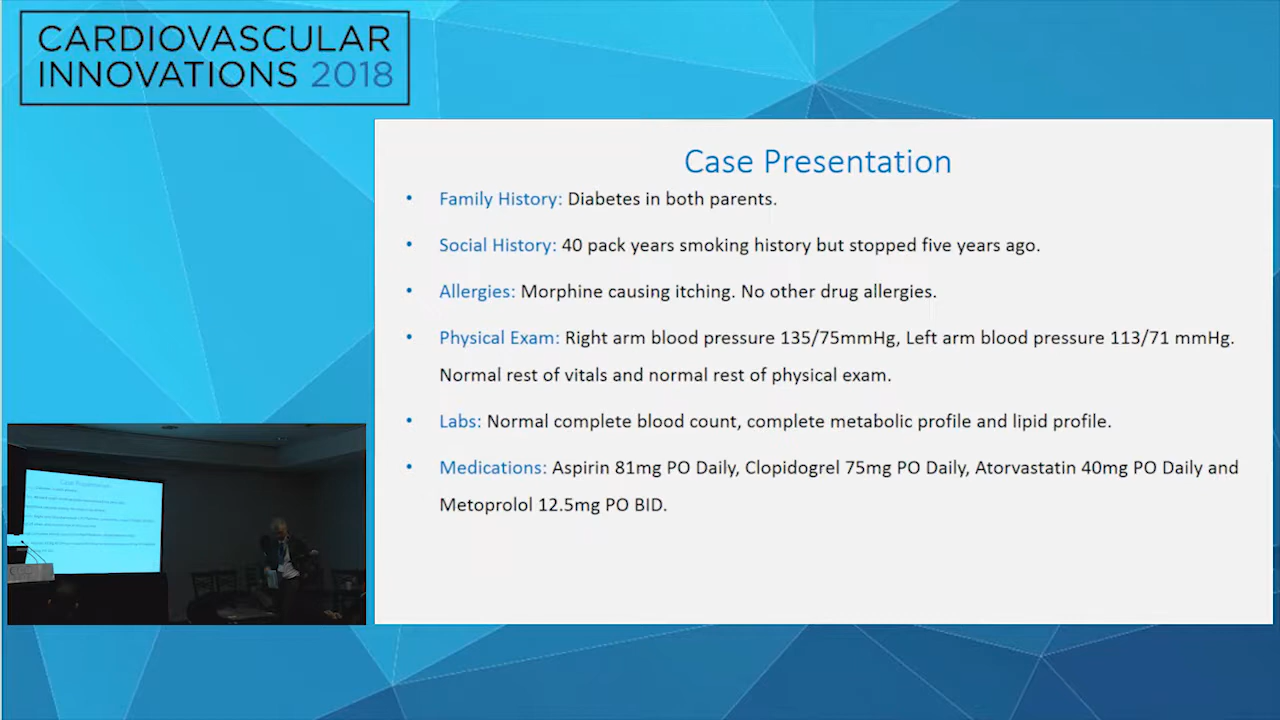 CARDIOVASCULAR
INNOVATIONS 2018
Case Presentation
• Family History: Diabetes in both parents.
• Social History: 40 pack years smoking history but stopped five years ago.
• Allergies: Morphine causing itching. No other drug allergies.
• Physical Exam: Right arm blood pressure 135/75mmHg, Left arm blood pressure 113/71 mmHg.
Normal rest of vitals and normal rest of physical exam.
• Labs: Normal complete blood count, complete metabolic profile and lipid profile.
• Medications: Aspirin 81mg PO Daily, Clopidogrel 75mg PO Daily, Atorvastatin 40mg PO Daily and
Metoprolol 12.5mg PO BID.
Case Presentation